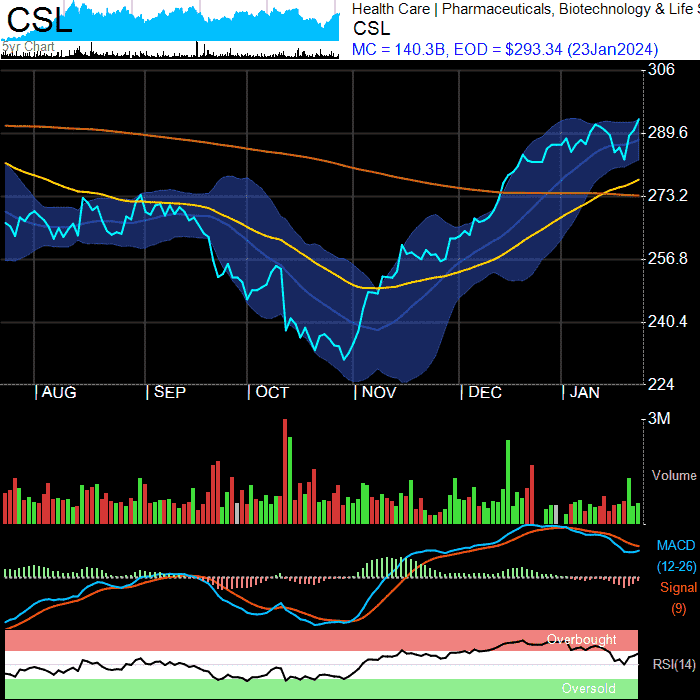 CSL
5yr Chart
Health Care | Pharmaceuticals, Biotechnology & Life S
CSL
MC = 140.3B, EOD = $293.34 (23Jan2024)
306
289.6
273.2
256.8
240.4
224
| AUG | SEP | OCT | NOV | DEC | JAN
3M
Volume
MACD
(12-26)
Signal
(9)
Overbought
RSI(14)
Oversold